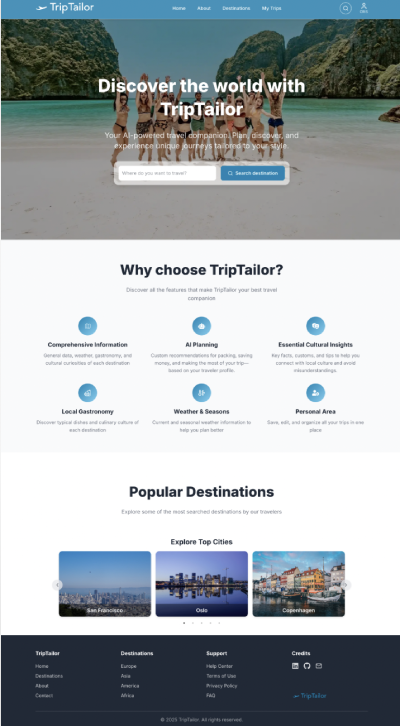 TripTailor
Home About Destinations My Trips
Discover the world with
TripTailor
Your AI-powered travel companion. Plan, discover, and
experience unique journeys tailored to your style.
Where do you want to travel? Search destination
Why choose TripTailor?
Discover all the features that make TripTailor your best travel
companion
Comprehensive Information
General data, weather, gastronomy, and
cultural curiosities of each destination
AI Planning
Custom recommendations for packing, saving
money, and making the most of your trip—
based on your traveler profile.
Essential Cultural Insights
Key facts, customs, and tips to help you
connect with local culture and avoid
misunderstandings.
Local Gastronomy
Discover typical dishes and culinary culture of
each destination
Weather & Seasons
Current and seasonal weather information to
help you plan better
Personal Area
Save, edit, and organize all your trips in one
place
Popular Destinations
Explore some of the most searched destinations by our travelers
Explore Top Cities
San Francisco
Oslo
Copenhagen
TripTailor
Home
Destinations
About
Contact
Destinations
Europe
Asia
America
Africa
Support
Help Center
Terms of Use
Privacy Policy
FAQ
Credits
TripTailor
© 2025 TripTailor. All rights reserved.